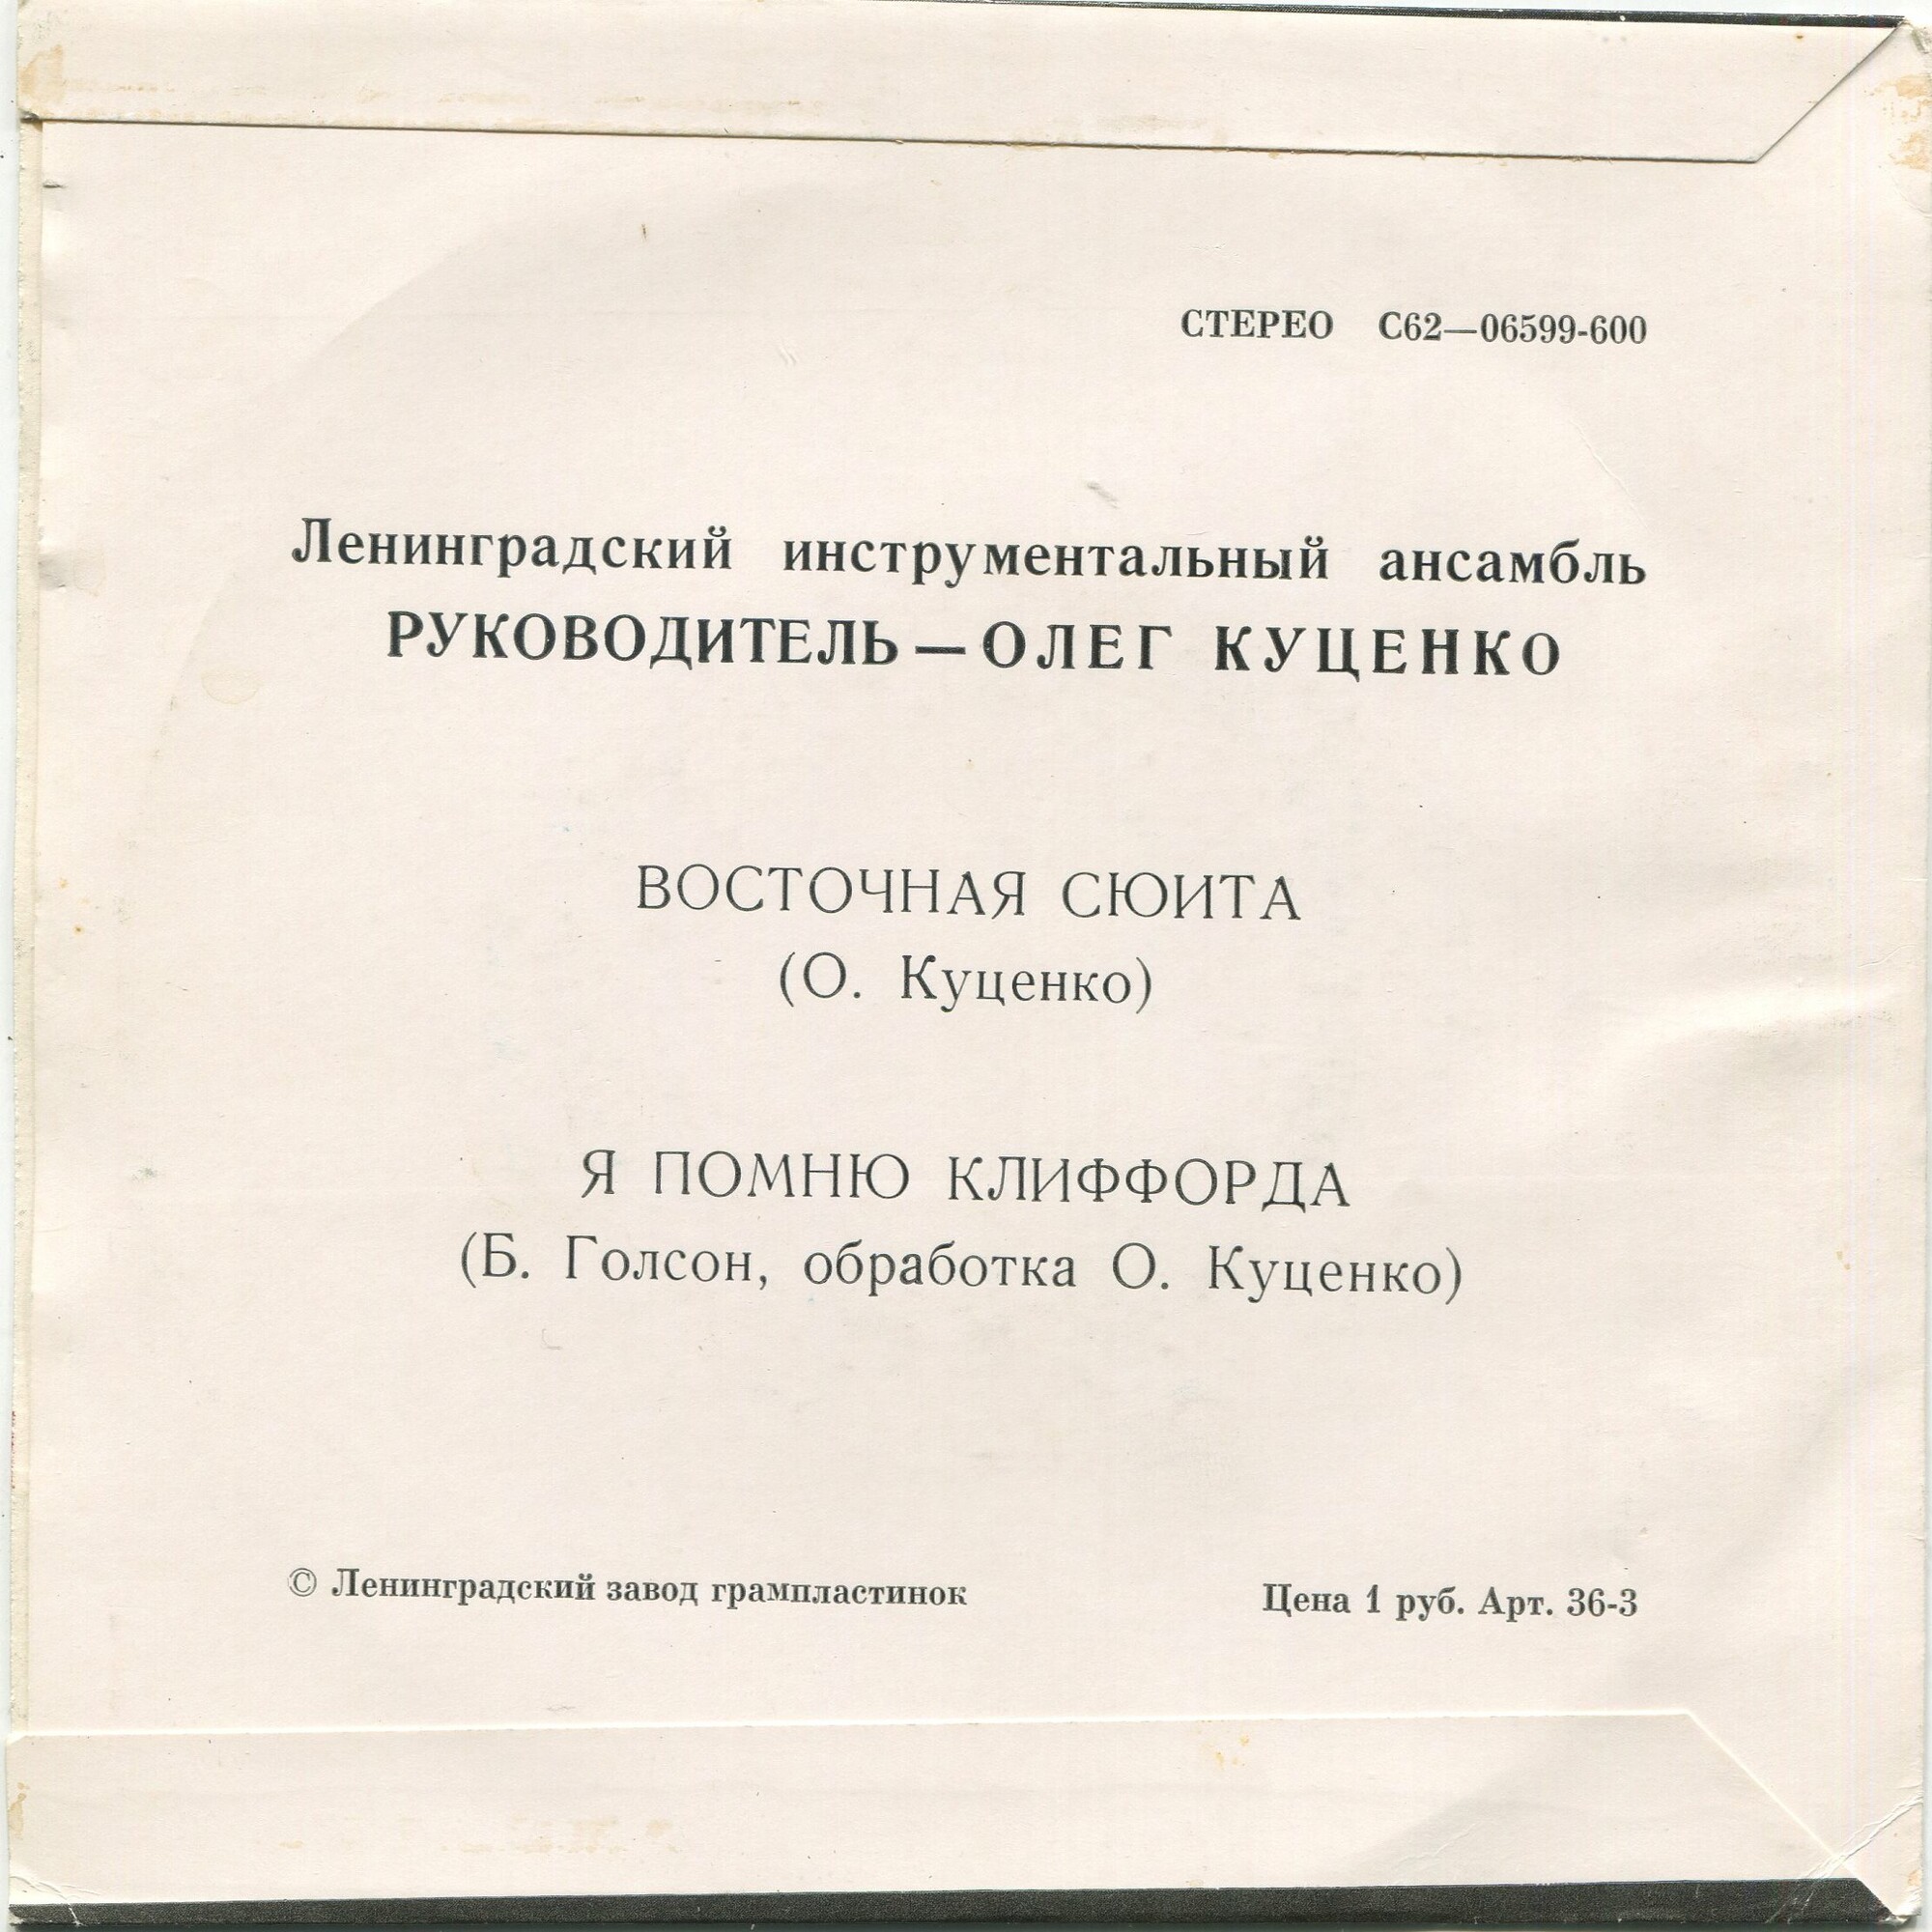 СТЕРЕО С62—06599-600
Ленинградский инструментальный ансамбль
РУКОВОДИТЕЛЬ — ОЛЕГ КУЦЕНКО
ВОСТОЧНАЯ СЮИТА
(О. Куценко)
Я ПОМНЮ КЛИФФОРДА
(Б. Голсон, обработка О. Куценко)
© Ленинградский завод грампластинок Цена 1 руб. Арт. 36-3